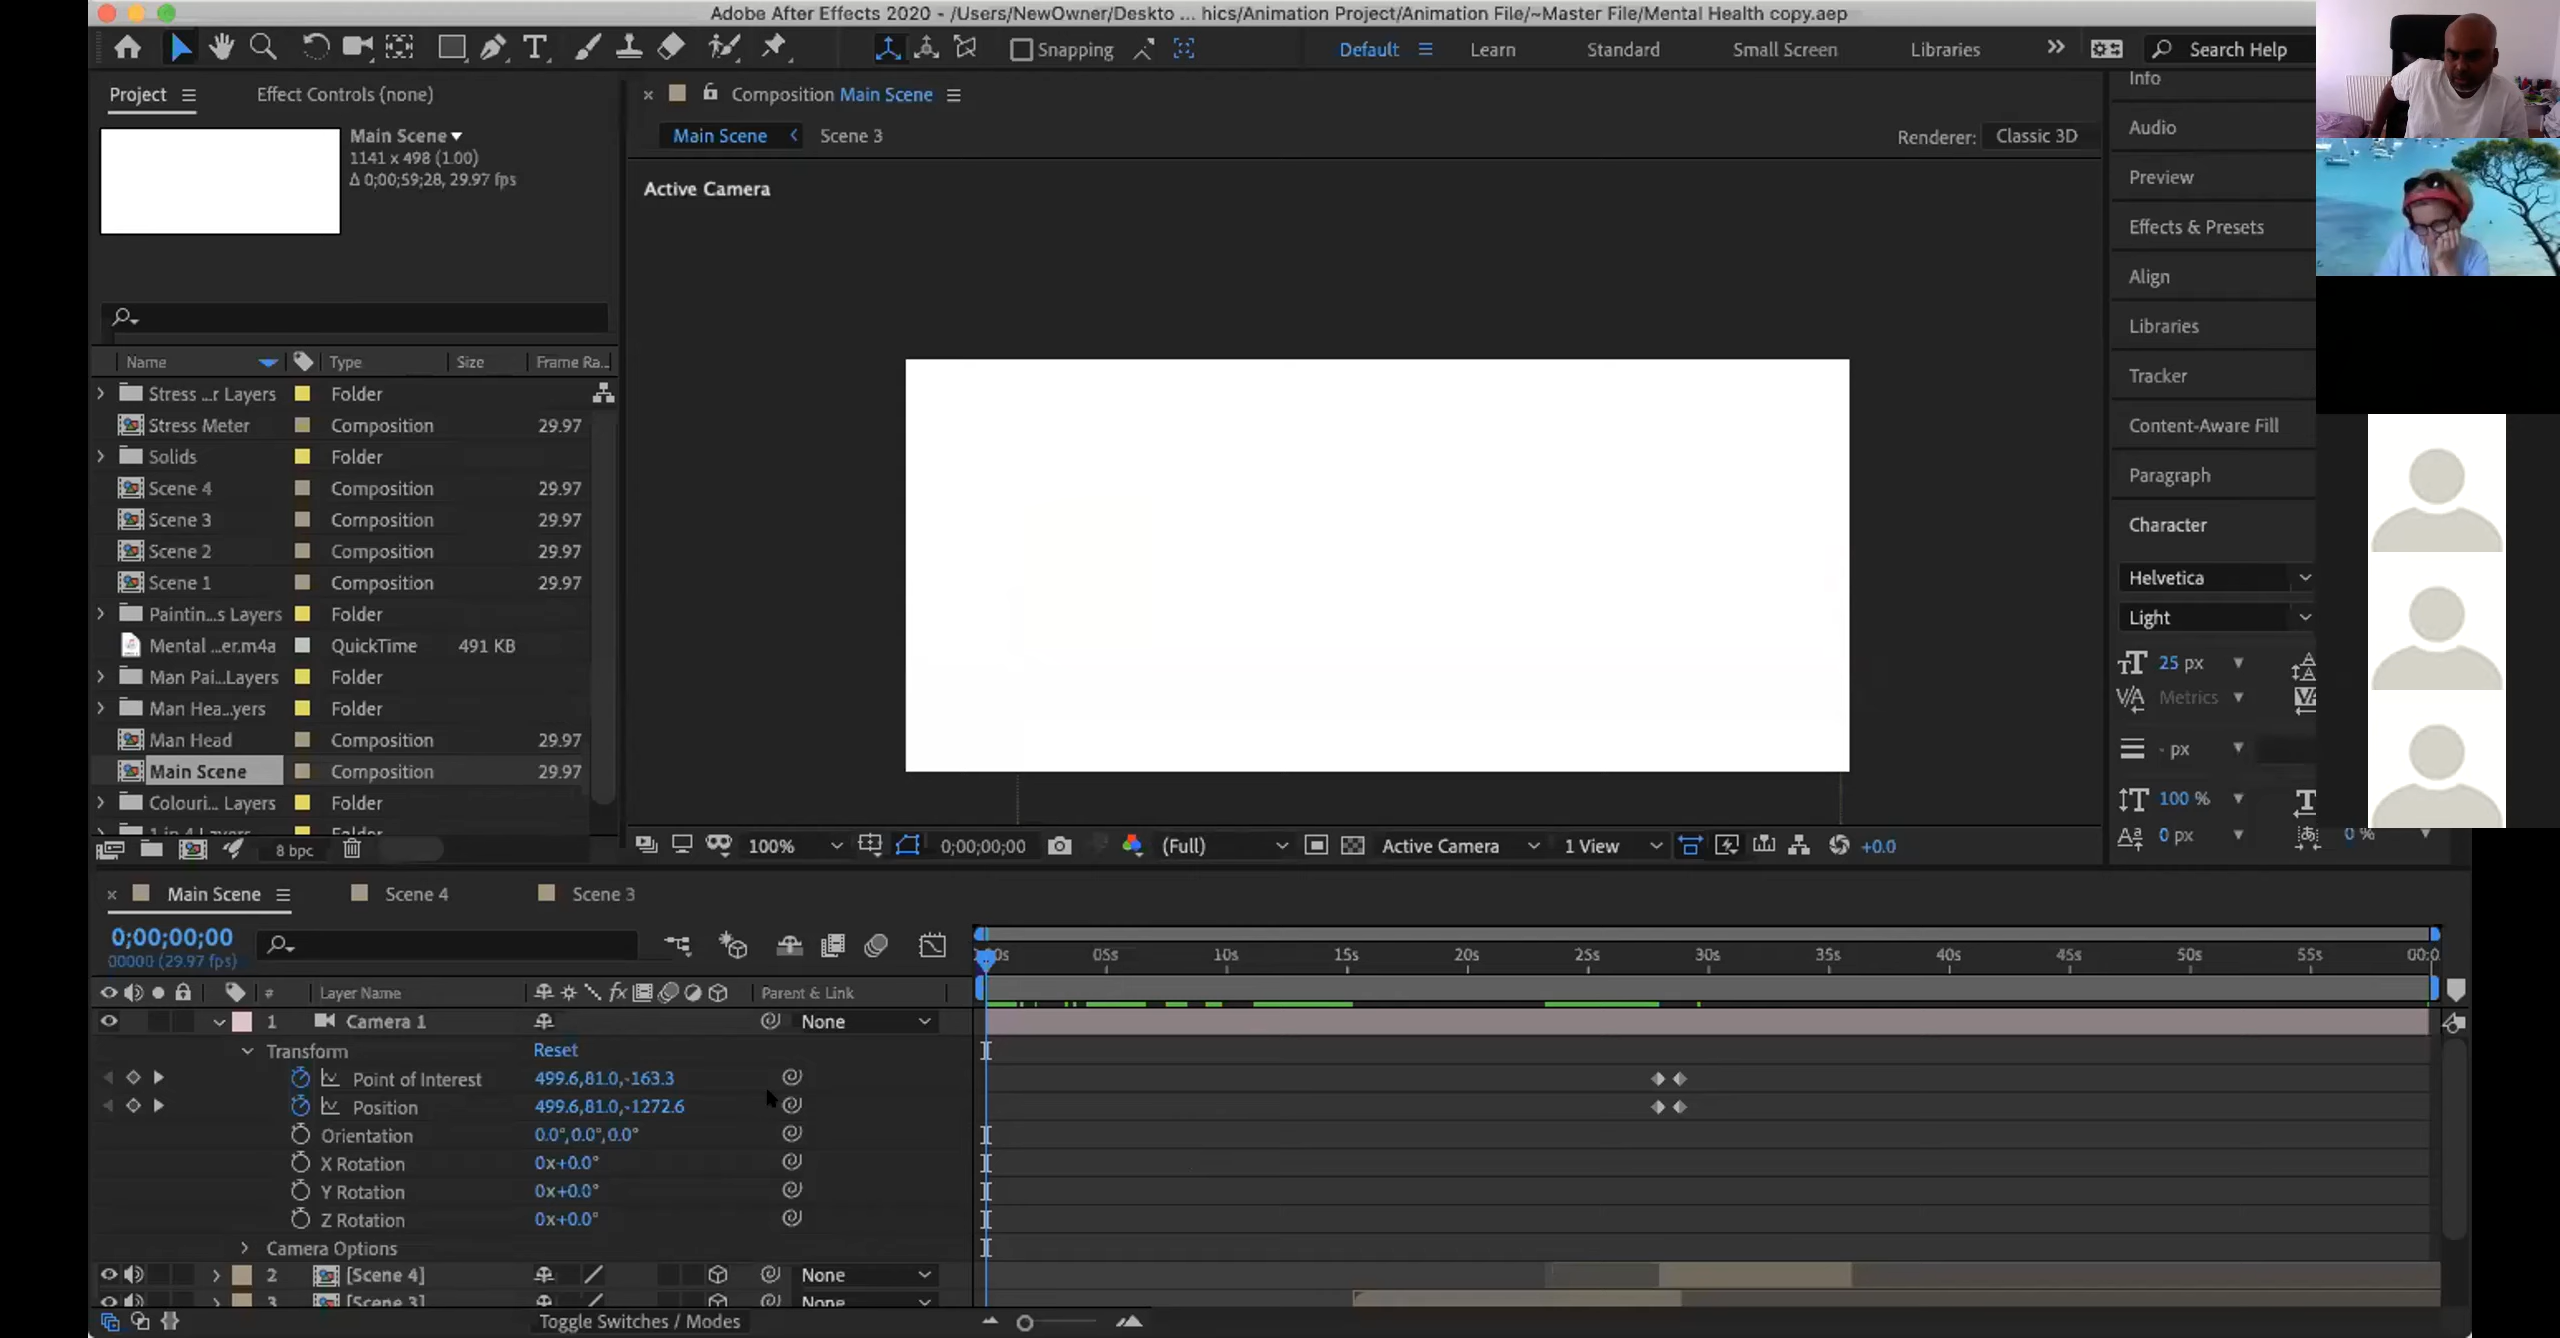 Adobe After Effects 2020 - /Users/NewOwner/Deskto ... hics/Animation Project/Animation File/~Master File/Mental Health copy.aep
Snapping
Default
Learn
Standard
Small Screen
Libraries
Search Help
Project
Effect Controls (none)
Composition Main Scene
Main Scene
1141 x 498 (1.00)
Δ 0;00;59;28, 29.97 fps
Main Scene
Scene 3
Renderer: Classic 3D
Active Camera
Info
Audio
Preview
Effects & Presets
Align
Libraries
Tracker
Content-Aware Fill
Paragraph
Character
Helvetica
Light
25 px
Metrics
- px
100 %
0 px
0 %
Name Type Size Frame Ra...
Stress ...r Layers Folder
Stress Meter Composition 29.97
Solids Folder
Scene 4 Composition 29.97
Scene 3 Composition 29.97
Scene 2 Composition 29.97
Scene 1 Composition 29.97
Paintin...s Layers Folder
Mental ...er.m4a QuickTime 491 KB
Man Pai...Layers Folder
Man Hea...yers Folder
Man Head Composition 29.97
Main Scene Composition 29.97
Colouri... Layers Folder
1 in 4 Layers Folder
8 bpc
100% 0;00;00;00 (Full) Active Camera 1 View +0.0
Main Scene
Scene 4
Scene 3
0;00;00;00
00000 (29.97 fps)
05s 10s 15s 20s 25s 30s 35s 40s 45s 50s 55s
# Layer Name Parent & Link
1 Camera 1 None
Transform Reset
Point of Interest 499.6,81.0,-163.3
Position 499.6,81.0,-1272.6
Orientation 0.0°,0.0°,0.0°
X Rotation 0x+0.0°
Y Rotation 0x+0.0°
Z Rotation 0x+0.0°
Camera Options
2 [Scene 4] None
3 [Scene 3] None
Toggle Switches / Modes